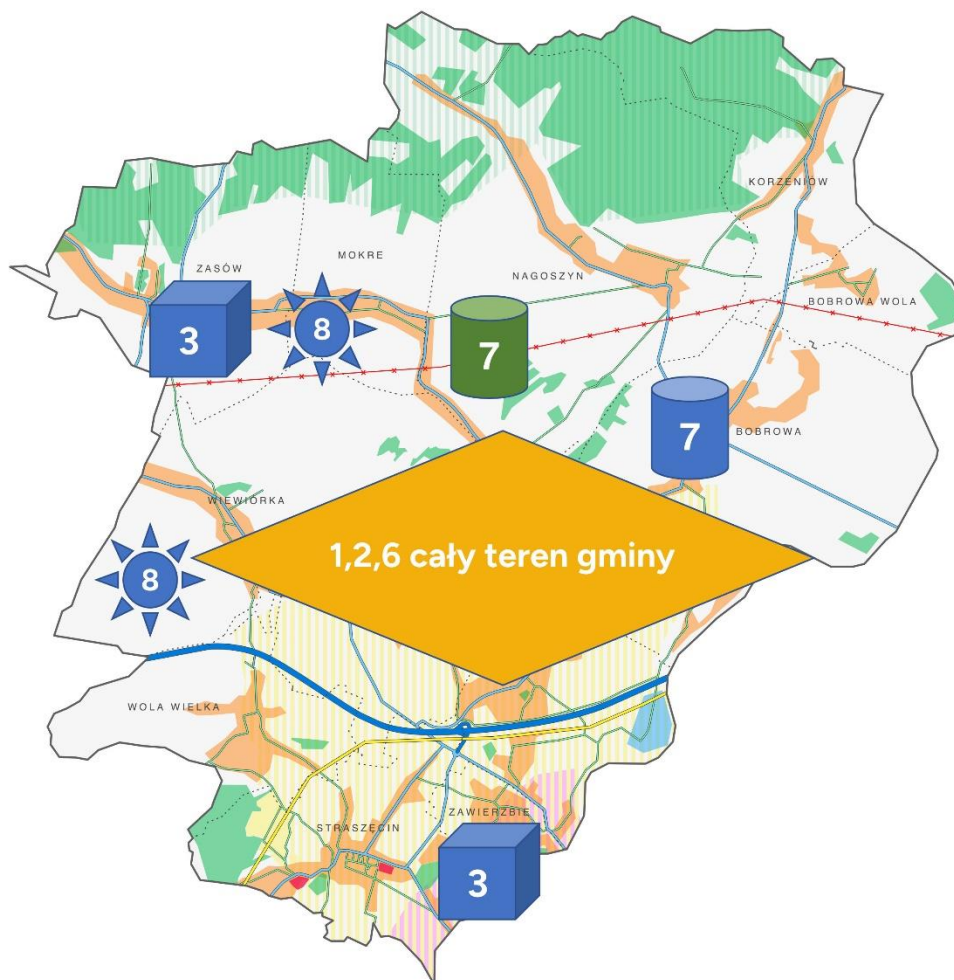 KORZENIÓW
MOKRE
ZASÓW
NAGOSZYN
BOBROWA WOLA
3
8
7
7
BOBROWA
WIEWIÓRKA
1,2,6 cały teren gminy
8
WOLA WIELKA
ZAWIERZBIE
STRASZĘCIN
3